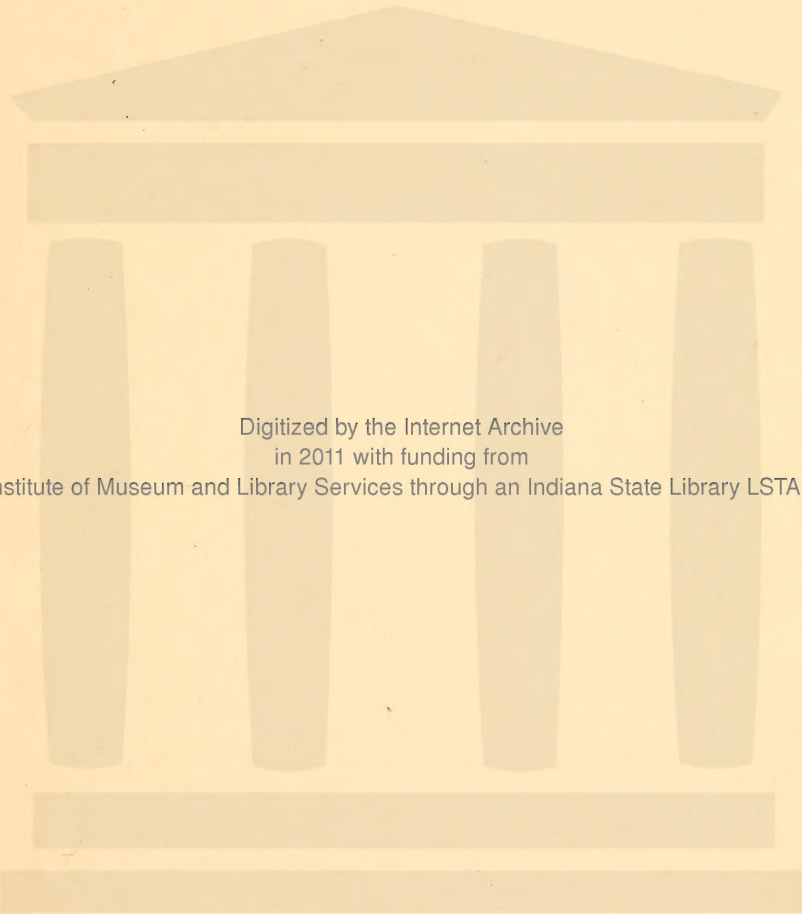 Digitized by the Internet Archive
in 2011 with funding from
nstitute of Museum and Library Services through an Indiana State Library LSTA